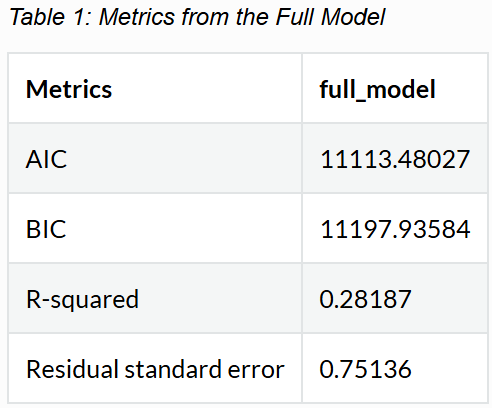 Table 1: Metrics from the Full Model
Metrics full_model
AIC 11113.48027
BIC 11197.93584
R-squared 0.28187
Residual standard error 0.75136